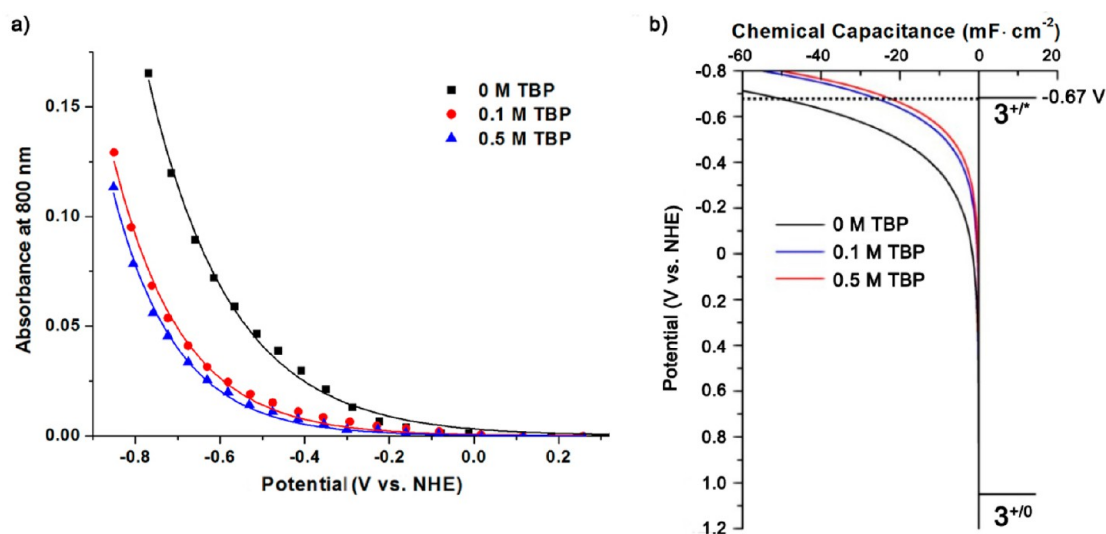 a)
0.15
0.10
0.05
0.00
Absorbance at 800 nm
0 M TBP
0.1 M TBP
0.5 M TBP
-0.8 -0.6 -0.4 -0.2 0.0 0.2
Potential (V vs. NHE)
b)
Chemical Capacitance (mF· cm⁻²)
-60 -40 -20 0 20
-0.8
-0.6
-0.4
-0.2
0
0.2
0.4
0.6
0.8
1.0
1.2
Potential (V vs. NHE)
-0.67 V
3⁺/*
0 M TBP
0.1 M TBP
0.5 M TBP
3⁺/⁰